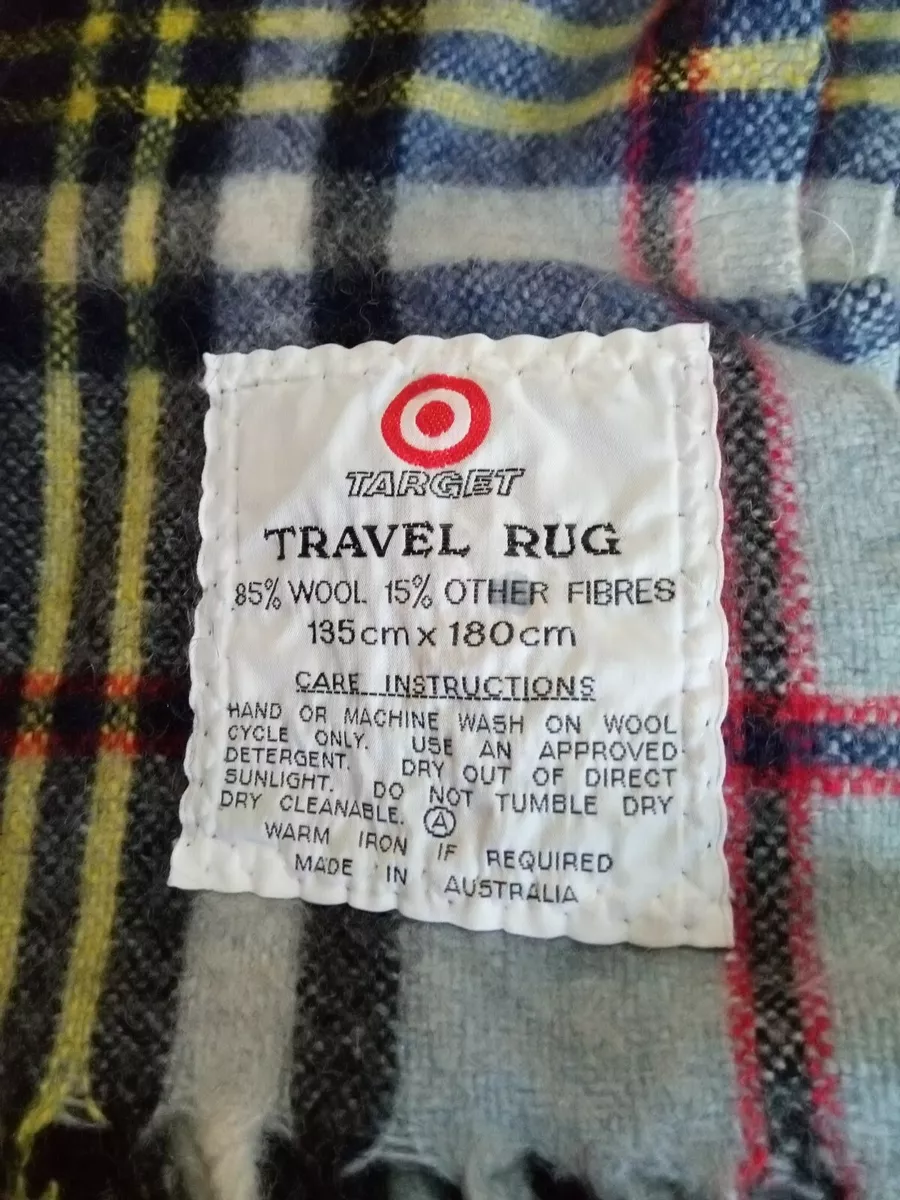 TARGET
TRAVEL RUG
85% WOOL 15% OTHER FIBRES
135cm x 180cm
CARE INSTRUCTIONS
HAND OR MACHINE WASH ON WOOL
CYCLE ONLY. USE AN APPROVED
DETERGENT. DRY OUT OF DIRECT
SUNLIGHT. DO NOT TUMBLE DRY
DRY CLEANABLE. Ⓐ
WARM IRON IF REQUIRED
MADE IN AUSTRALIA